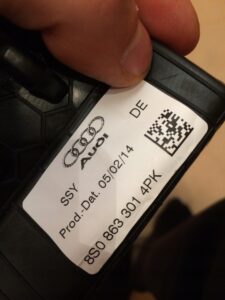 AUDI
DE
SSY
Prod.-Dat. 05/02/14
8S0 863 301 4PK